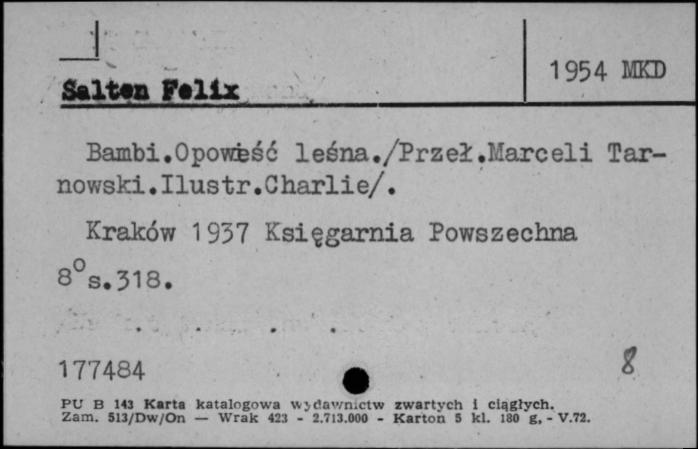 1954 MKD
Salten Felix
Bambi.Opowieść leśna./Przeł.Marceli Tar-
nowski.Ilustr.Charlie/.
Kraków 1937 Księgarnia Powszechna
8° s.318.
177484
8
PU B 143 Karta katalogowa wydawnictw zwartych i ciągłych.
Zam. 513/Dw/On — Wrak 423 - 2.713.000 - Karton 5 kl. 180 g. - V.72.